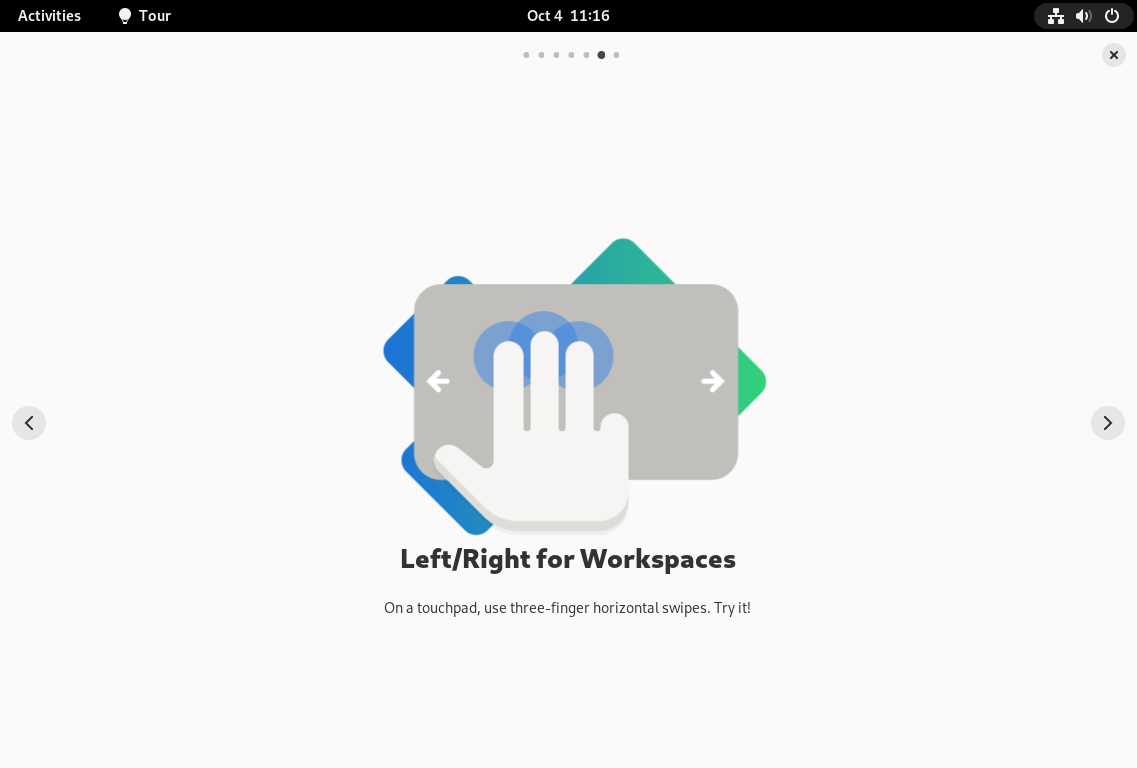 Activities
Tour
Oct 4 11:16
Left/Right for Workspaces
On a touchpad, use three-finger horizontal swipes. Try it!